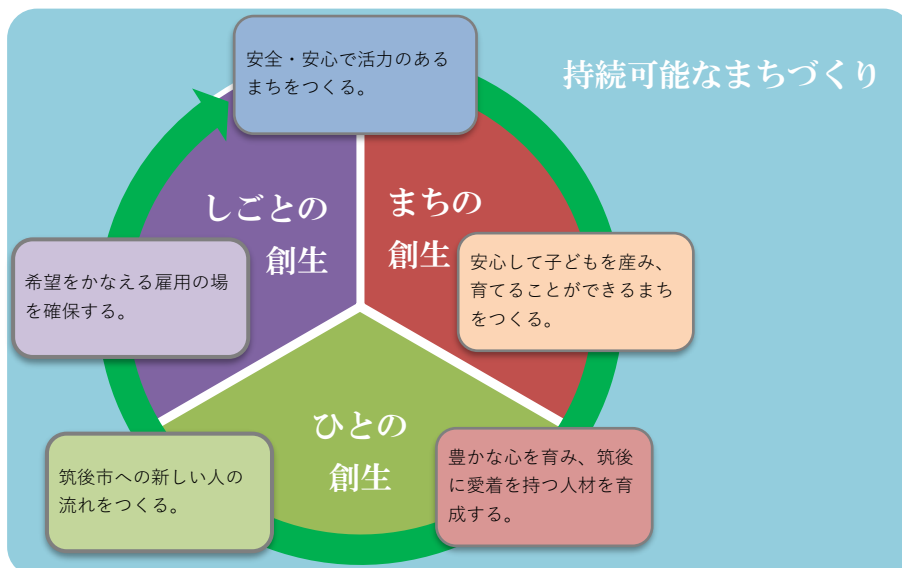 持続可能なまちづくり
安全・安心で活力のある
まちをつくる。
しごとの
創生
まちの
創生
安心して子どもを産み、
育てることができるまち
をつくる。
希望をかなえる雇用の場
を確保する。
ひとの
創生
豊かな心を育み、筑後
に愛着を持つ人材を育
成する。
筑後市への新しい人の
流れをつくる。